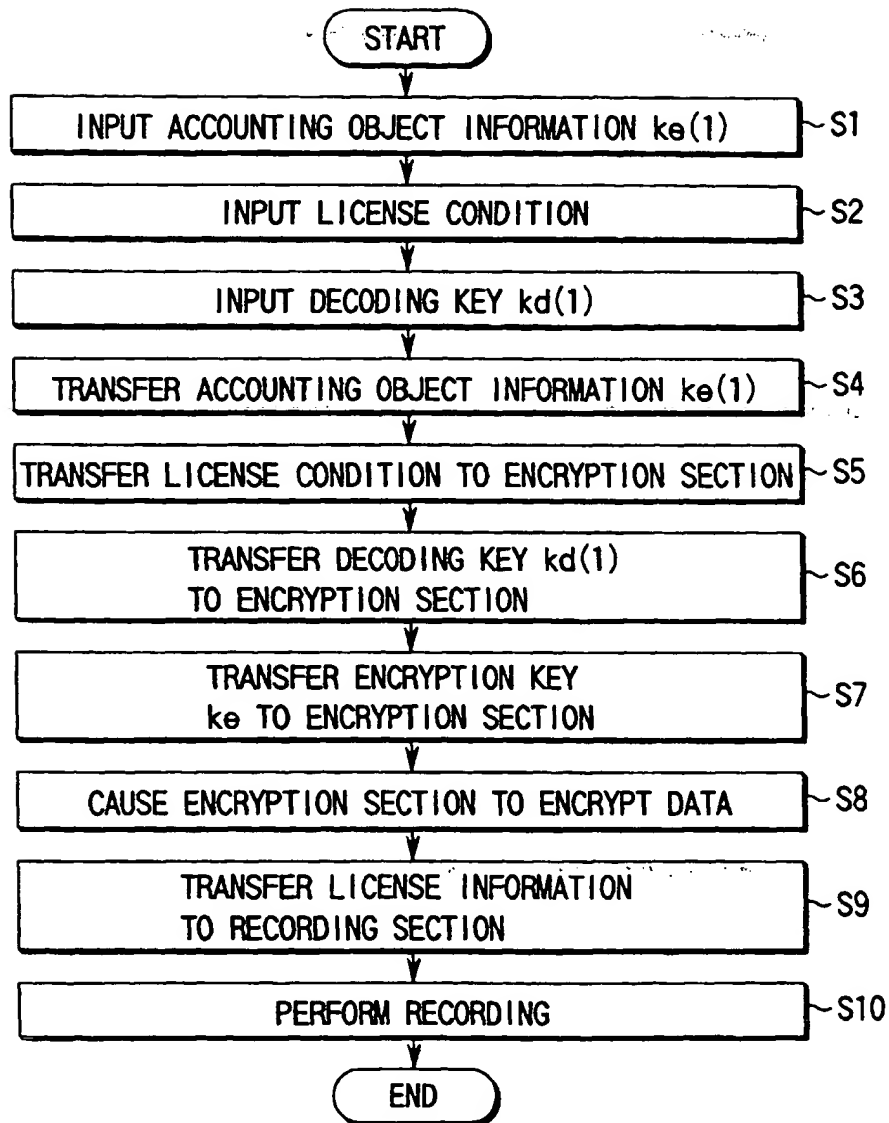 START
INPUT ACCOUNTING OBJECT INFORMATION ke(1)
S1
INPUT LICENSE CONDITION
S2
INPUT DECODING KEY kd(1)
S3
TRANSFER ACCOUNTING OBJECT INFORMATION ke(1)
S4
TRANSFER LICENSE CONDITION TO ENCRYPTION SECTION
S5
TRANSFER DECODING KEY kd(1)
TO ENCRYPTION SECTION
S6
TRANSFER ENCRYPTION KEY
ke TO ENCRYPTION SECTION
S7
CAUSE ENCRYPTION SECTION TO ENCRYPT DATA
S8
TRANSFER LICENSE INFORMATION
TO RECORDING SECTION
S9
PERFORM RECORDING
S10
END